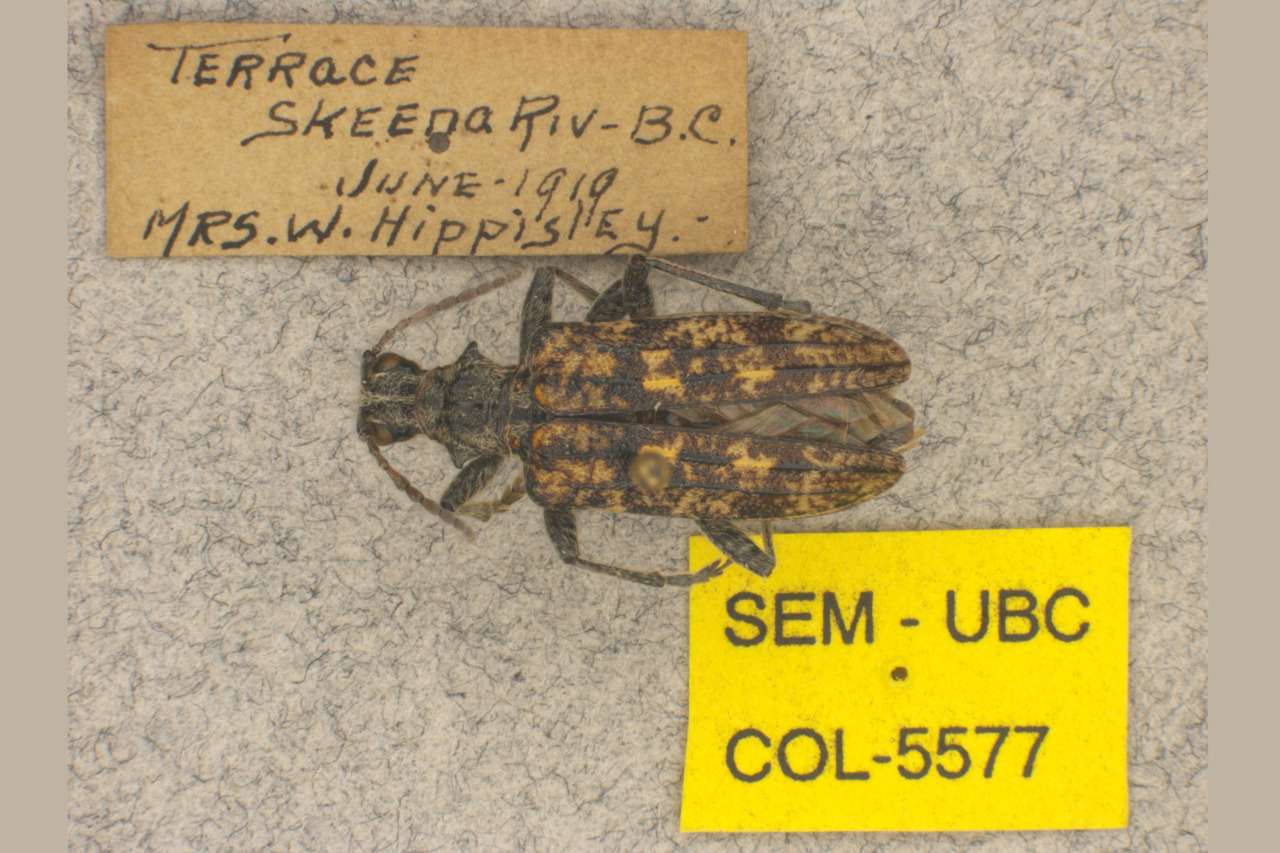 TERRACE
SKEENA RIV-B.C.
JUNE-1919
MRS. W. HippislEy.
SEM - UBC
COL-5577